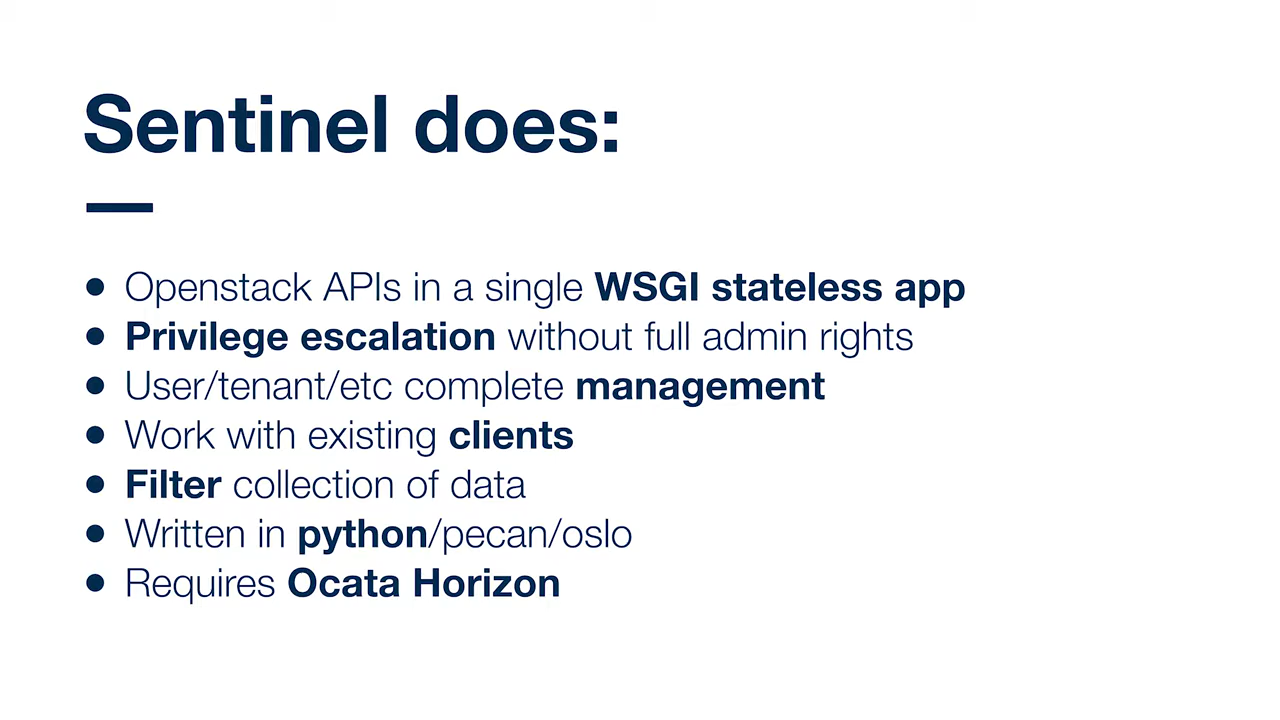 Sentinel does:
• Openstack APIs in a single WSGI stateless app
• Privilege escalation without full admin rights
• User/tenant/etc complete management
• Work with existing clients
• Filter collection of data
• Written in python/pecan/oslo
• Requires Ocata Horizon